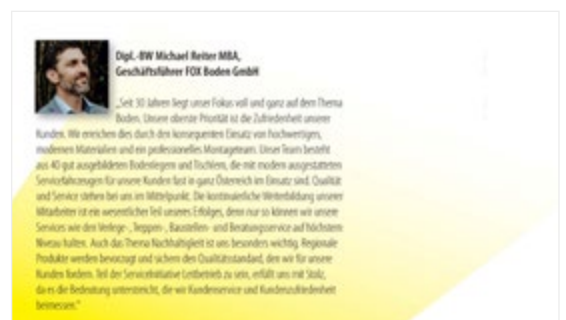 Dipl.-BW Michael Reiter MBA,
Geschäftsführer FOX Boden GmbH
„Seit 30 Jahren liegt unser Fokus voll und ganz auf dem Thema
Boden. Unsere oberste Priorität ist die Zufriedenheit unserer
Kunden. Wir erreichen dies durch den konsequenten Einsatz von hochwertigen,
modernen Materialien und ein professionelles Montageteam. Unser Team besteht
aus 40 gut ausgebildeten Bodenlegern und Tischlern, die mit modern ausgestatteten
Servicefahrzeugen für unsere Kunden fast in ganz Österreich im Einsatz sind. Qualität
und Service stehen bei uns im Mittelpunkt. Die kontinuierliche Weiterbildung unserer
Mitarbeiter ist ein wesentlicher Teil unseres Erfolges, denn nur so können wir unsere
Services wie den Verlege-, Treppen-, Baustellen- und Beratungsservice auf höchstem
Niveau halten. Auch das Thema Nachhaltigkeit ist uns besonders wichtig. Regionale
Produkte werden bevorzugt und sichern den Qualitätsstandard, den wir für unsere
Kunden fordern. Teil der ServiceInitiative Leitbetrieb zu sein, erfüllt uns mit Stolz,
da es die Bedeutung unterstreicht, die wir Kundenservice und Kundenzufriedenheit
beimessen."